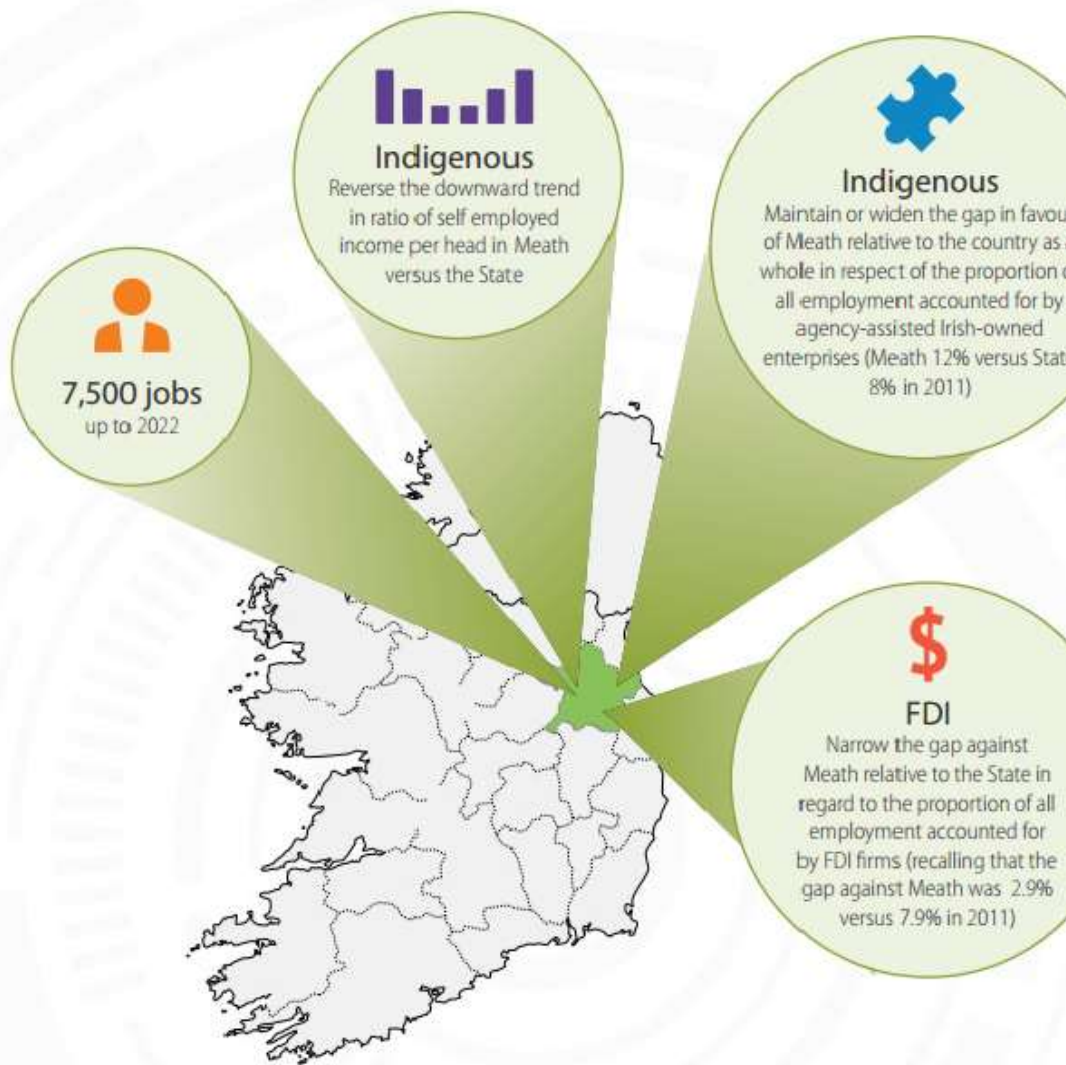 Indigenous
Reverse the downward trend
in ratio of self employed
income per head in Meath
versus the State
Indigenous
Maintain or widen the gap in favou
of Meath relative to the country as
whole in respect of the proportion
all employment accounted for by
agency-assisted Irish-owned
enterprises (Meath 12% versus Stat
8% in 2011)
7,500 jobs
up to 2022
FDI
Narrow the gap against
Meath relative to the State in
regard to the proportion of all
employment accounted for
by FDI firms (recalling that the
gap against Meath was 2.9%
versus 7.9% in 2011)